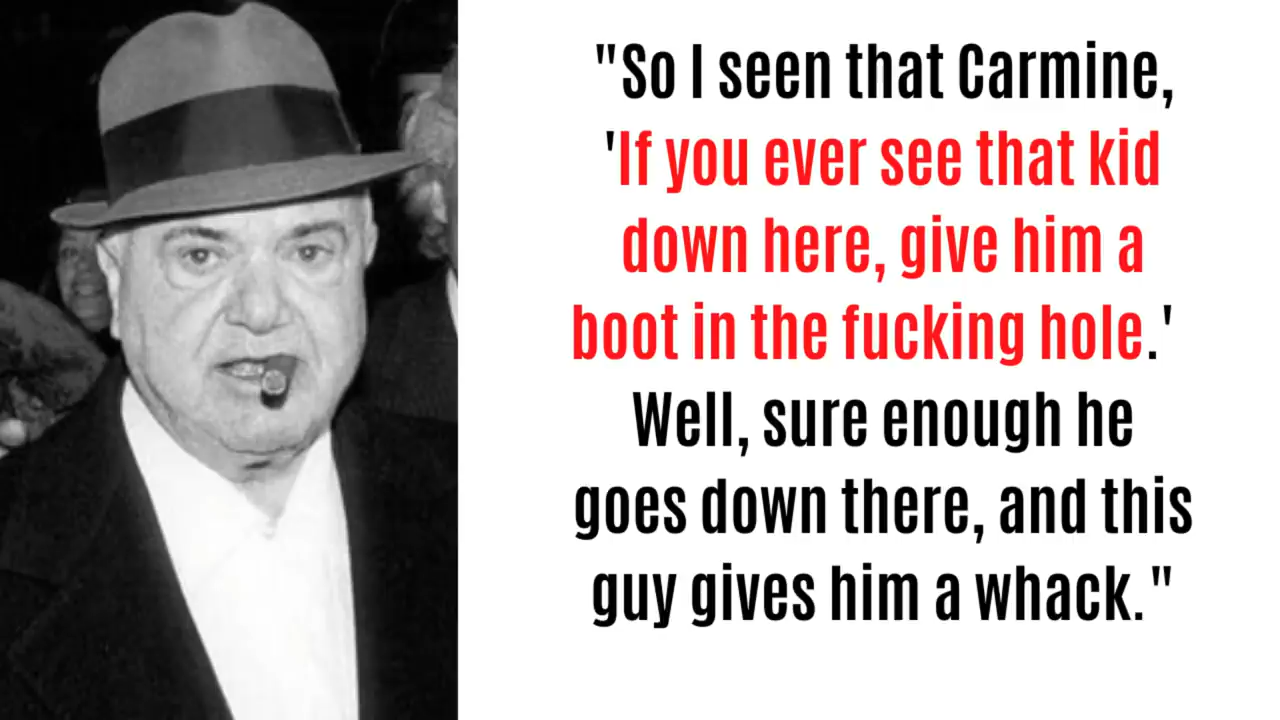 "So I seen that Carmine,
'If you ever see that kid
down here, give him a
boot in the fucking hole.'
Well, sure enough he
goes down there, and this
guy gives him a whack."